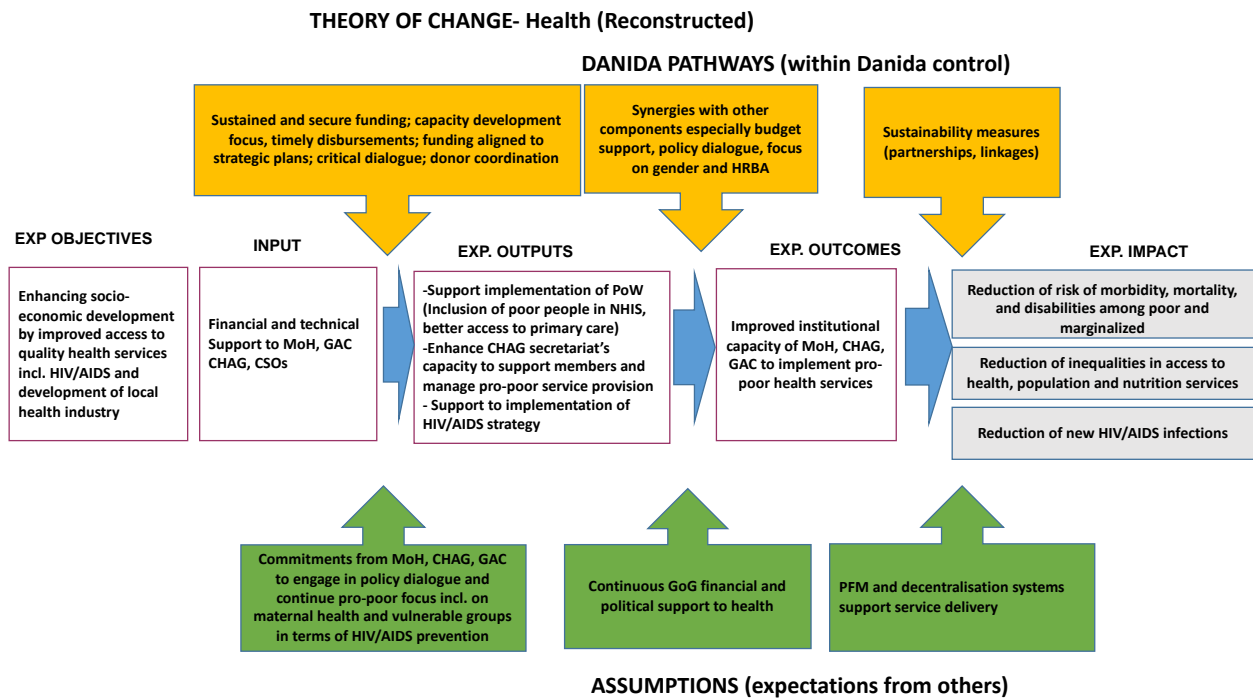 THEORY OF CHANGE- Health (Reconstructed)
DANIDA PATHWAYS (within Danida control)
Sustained and secure funding; capacity development
focus, timely disbursements; funding aligned to
strategic plans; critical dialogue; donor coordination
Synergies with other
components especially budget
support, policy dialogue, focus
on gender and HRBA
Sustainability measures
(partnerships, linkages)
EXP OBJECTIVES
Enhancing socio-
economic development
by improved access to
quality health services
incl. HIV/AIDS and
development of local
health industry
INPUT
Financial and technical
Support to MoH, GAC
CHAG, CSOs
EXP. OUTPUTS
-Support implementation of PoW
(Inclusion of poor people in NHIS,
better access to primary care)
-Enhance CHAG secretariat's
capacity to support members and
manage pro-poor service provision
- Support to implementation of
HIV/AIDS strategy
EXP. OUTCOMES
Improved institutional
capacity of MoH, CHAG,
GAC to implement pro-
poor health services
EXP. IMPACT
Reduction of risk of morbidity, mortality,
and disabilities among poor and
marginalized
Reduction of inequalities in access to
health, population and nutrition services
Reduction of new HIV/AIDS infections
Commitments from MoH, CHAG, GAC
to engage in policy dialogue and
continue pro-poor focus incl. on
maternal health and vulnerable groups
in terms of HIV/AIDS prevention
Continuous GoG financial and
political support to health
PFM and decentralisation systems
support service delivery
ASSUMPTIONS (expectations from others)